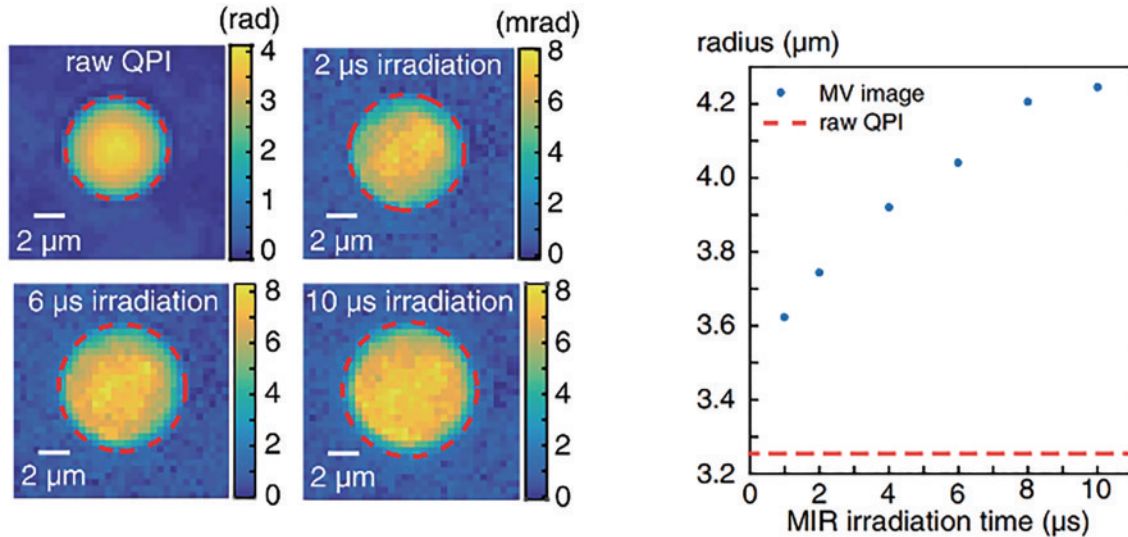 (rad)
raw QPI
4
3
2
1
0
2 µm
(mrad)
2 µs irradiation
8
6
4
2
0
2 µm
6 µs irradiation
8
6
4
2
0
2 µm
10 µs irradiation
8
6
4
2
0
2 µm
radius (µm)
MV image
raw QPI
4.2
4.0
3.8
3.6
3.4
3.2
0 2 4 6 8 10
MIR irradiation time (µs)